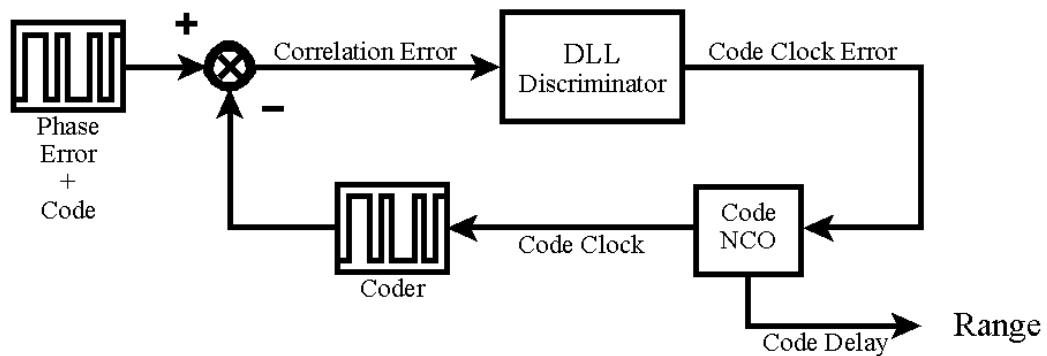 +
−
Correlation Error
DLL
Discriminator
Code Clock Error
Phase
Error
+
Code
Code
NCO
Code Clock
Coder
Code Delay
Range